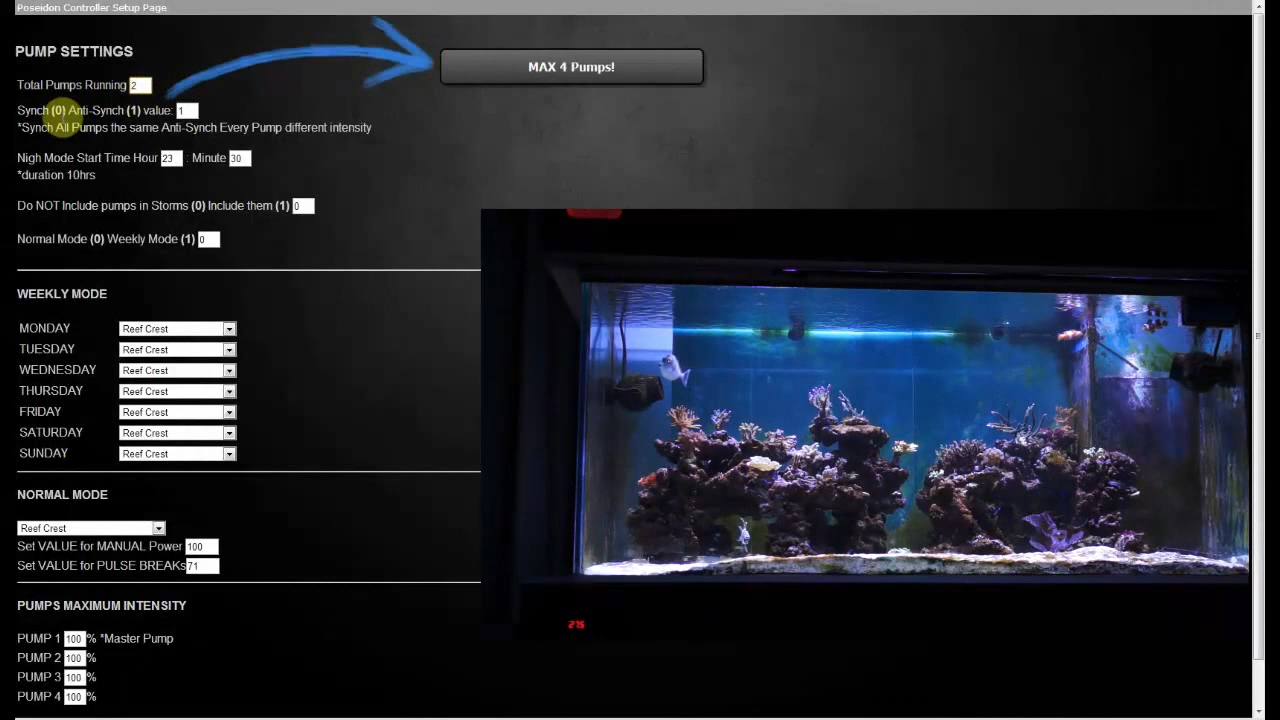 Poseidon Controller Setup Page
PUMP SETTINGS
MAX 4 Pumps!
Total Pumps Running 2
Synch (0) Anti-Synch (1) value: 1
*Synch All Pumps the same Anti-Synch Every Pump different intensity
Nigh Mode Start Time Hour 23 : Minute 30
*duration 10hrs
Do NOT Include pumps in Storms (0) Include them (1) 0
Normal Mode (0) Weekly Mode (1) 0
WEEKLY MODE
MONDAY Reef Crest
TUESDAY Reef Crest
WEDNESDAY Reef Crest
THURSDAY Reef Crest
FRIDAY Reef Crest
SATURDAY Reef Crest
SUNDAY Reef Crest
NORMAL MODE
Reef Crest
Set VALUE for MANUAL Power 100
Set VALUE for PULSE BREAKs 71
PUMPS MAXIMUM INTENSITY
PUMP 1 100 % *Master Pump
PUMP 2 100 %
PUMP 3 100 %
PUMP 4 100 %